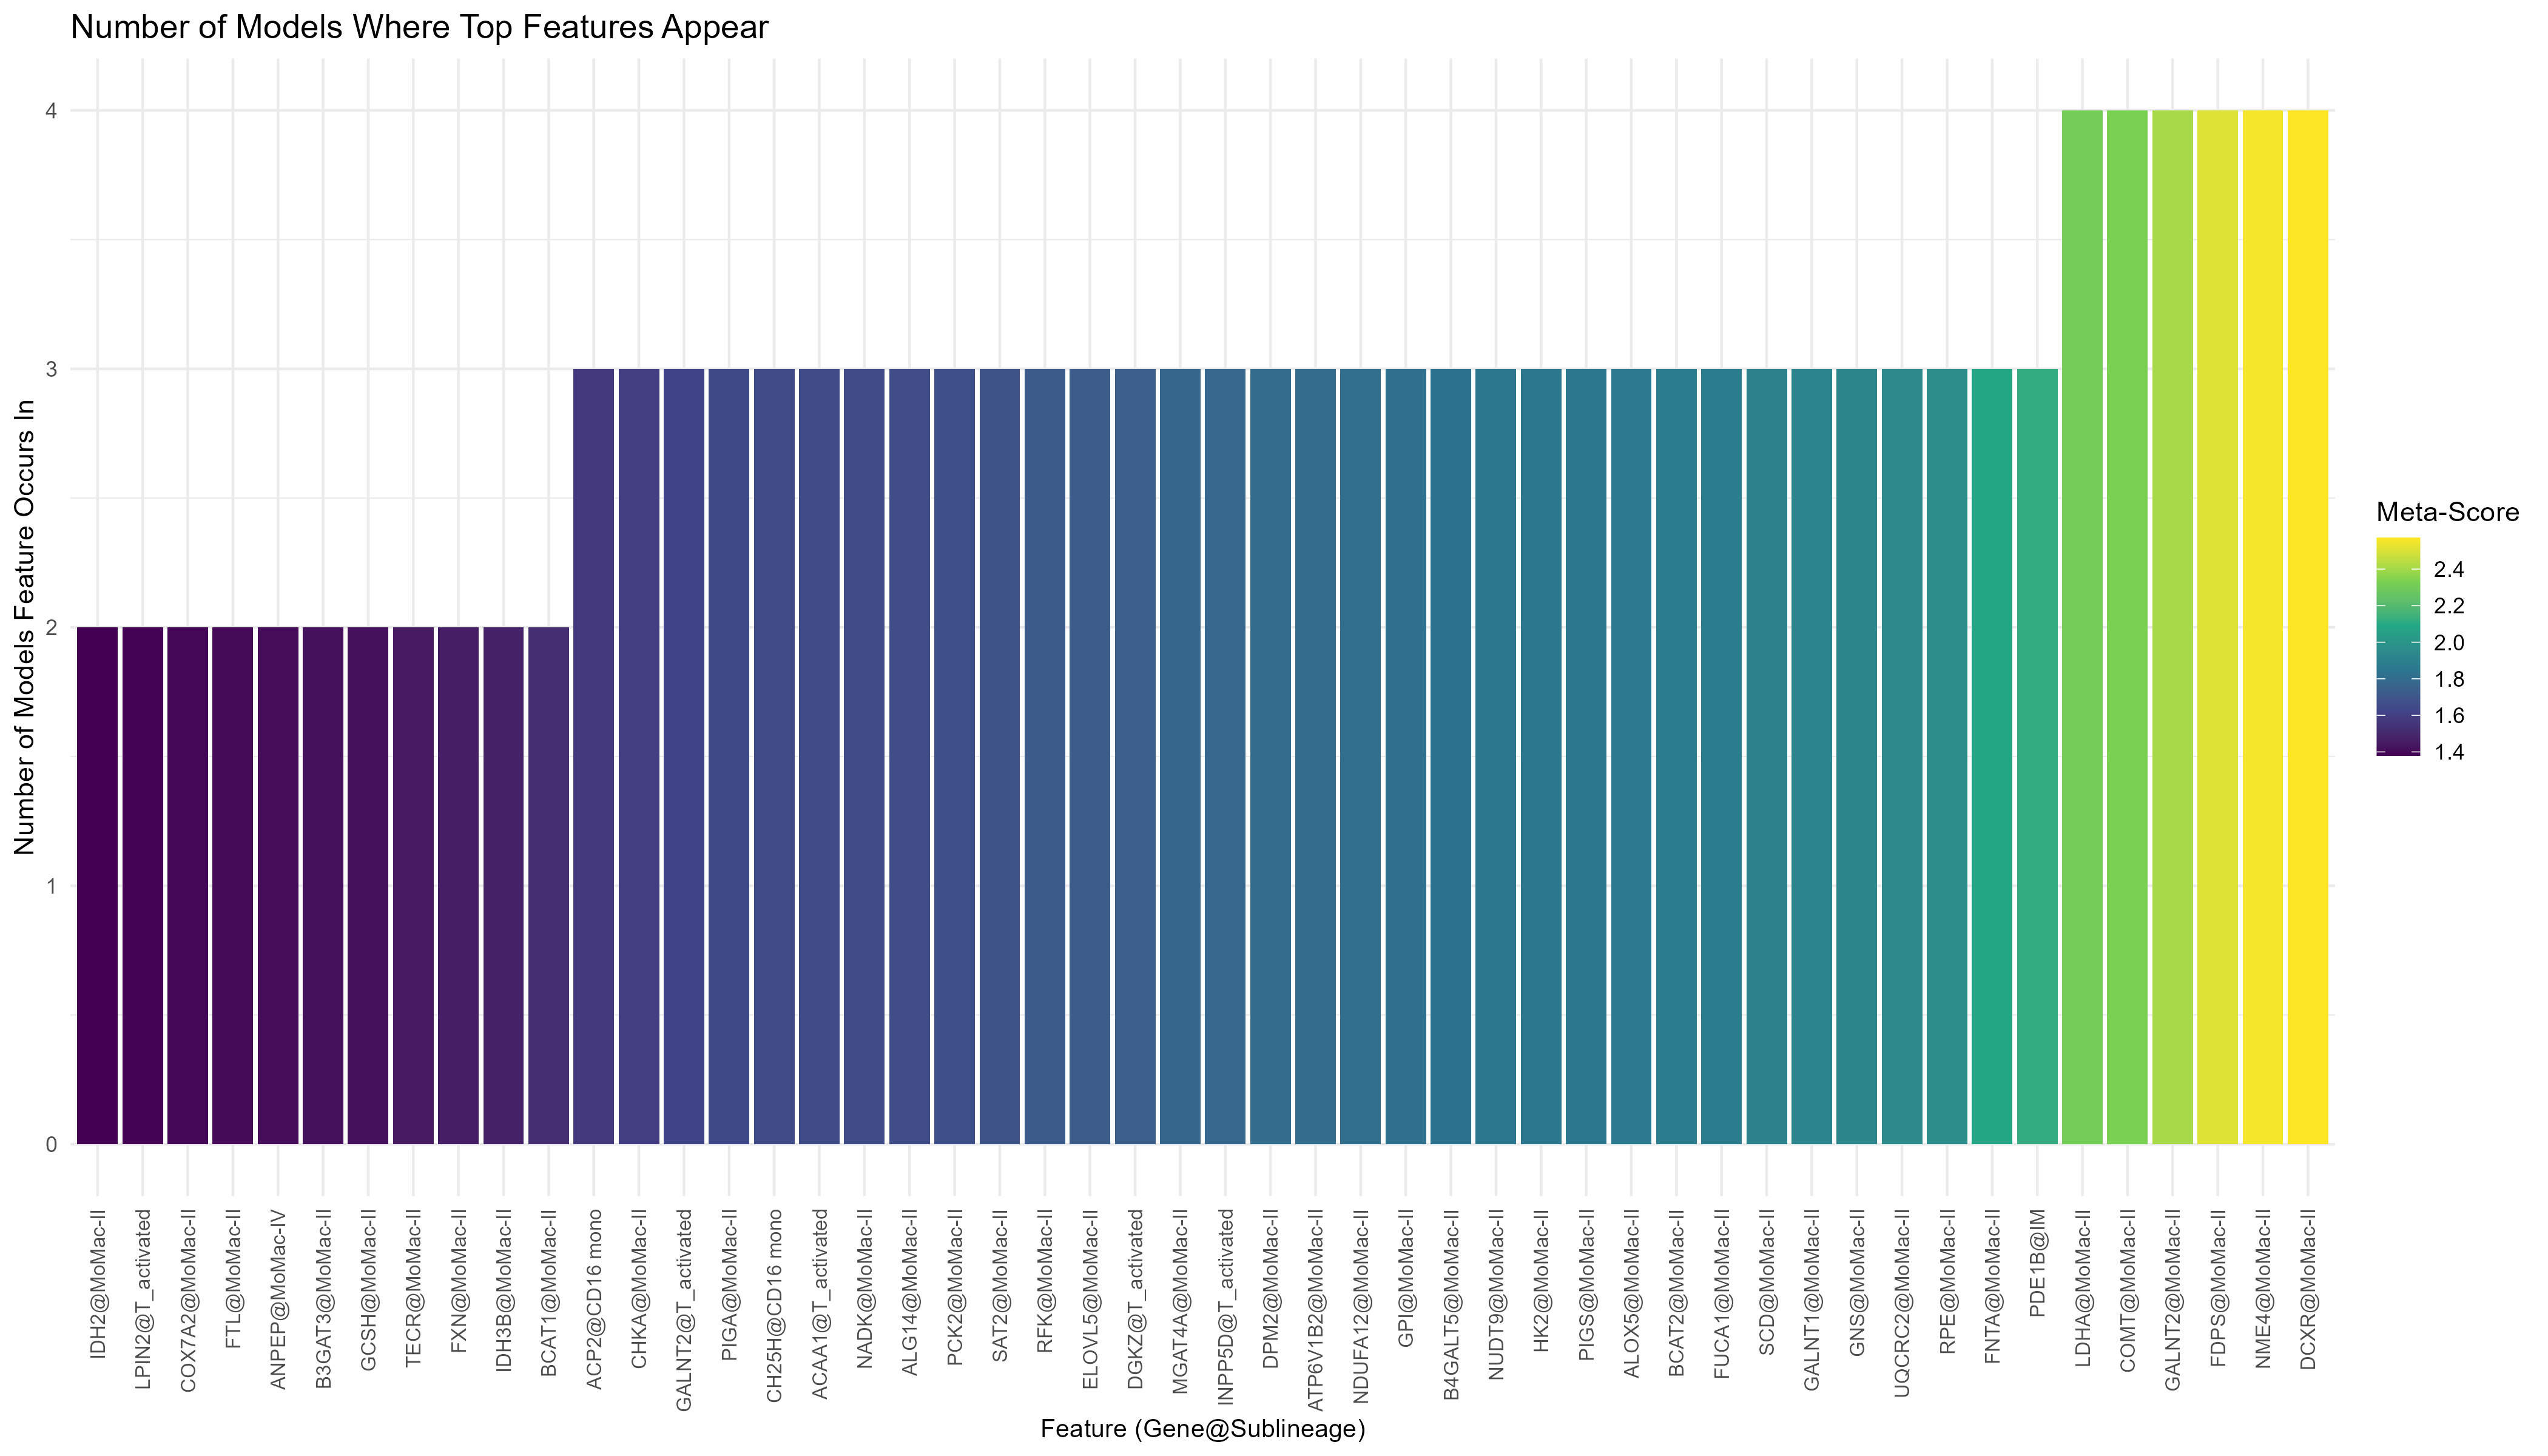 Number of Models Where Top Features Appear
Number of Models Feature Occurs In
4
3
2
1
0
IDH2@MoMac-II
LPIN2@T_activated
COX7A2@MoMac-II
FTL@MoMac-II
ANPEP@MoMac-IV
B3GAT3@MoMac-II
GCSH@MoMac-II
TECR@MoMac-II
FXN@MoMac-II
IDH3B@MoMac-II
BCAT1@MoMac-II
ACP2@CD16 mono
CHKA@MoMac-II
GALNT2@T_activated
PIGA@MoMac-II
CH25H@CD16 mono
ACAA1@T_activated
NADK@MoMac-II
ALG14@MoMac-II
PCK2@MoMac-II
SAT2@MoMac-II
RFK@MoMac-II
ELOVL5@MoMac-II
DGKZ@T_activated
MGAT4A@MoMac-II
INPP5D@T_activated
DPM2@MoMac-II
ATP6V1B2@MoMac-II
NDUFA12@MoMac-II
GPI@MoMac-II
B4GALT5@MoMac-II
NUDT9@MoMac-II
HK2@MoMac-II
PIGS@MoMac-II
ALOX5@MoMac-II
BCAT2@MoMac-II
FUCA1@MoMac-II
SCD@MoMac-II
GALNT1@MoMac-II
GNS@MoMac-II
UQCRC2@MoMac-II
RPE@MoMac-II
FNTA@MoMac-II
PDE1B@IM
LDHA@MoMac-II
COMT@MoMac-II
GALNT2@MoMac-II
FDPS@MoMac-II
NME4@MoMac-II
DCXR@MoMac-II
Feature (Gene@Sublineage)
Meta-Score
2.4
2.2
2.0
1.8
1.6
1.4